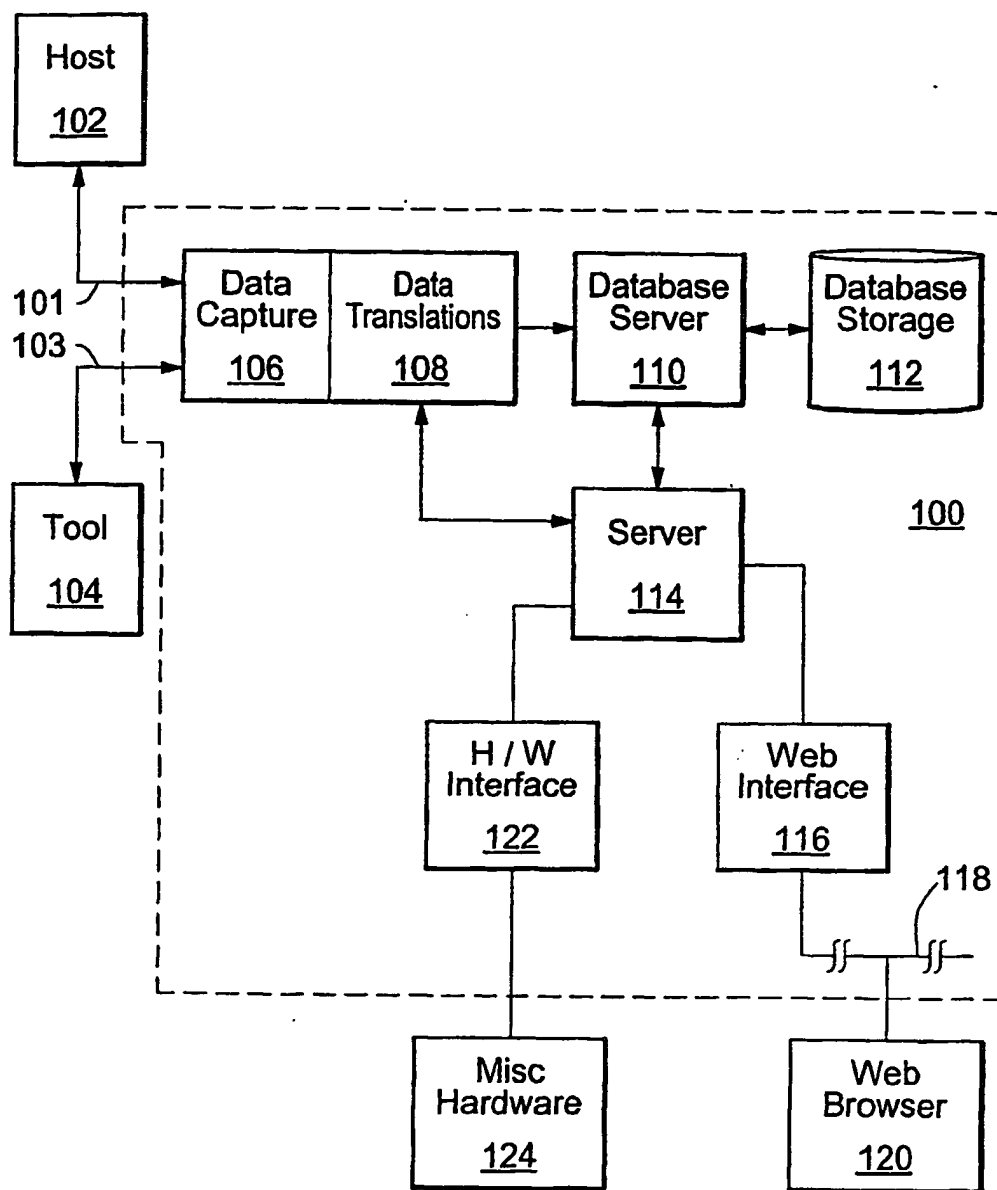 Host
102
101
103
Data
Capture
106
Data
Translations
108
Database
Server
110
Database
Storage
112
Tool
104
Server
114
100
H / W
Interface
122
Web
Interface
116
118
Misc
Hardware
124
Web
Browser
120